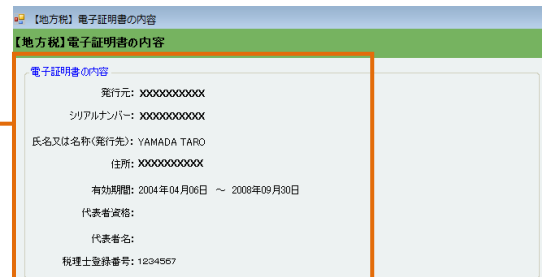 【地方税】電子証明書の内容
【地方税】電子証明書の内容
電子証明書の内容
発行元: XXXXXXXXXXX
シリアルナンバー: XXXXXXXXXXX
氏名又は名称(発行先): YAMADA TARO
住所: XXXXXXXXXXX
有効期間: 2004年04月06日 ～ 2008年09月30日
代表者資格:
代表者名:
税理士登録番号: 1234567